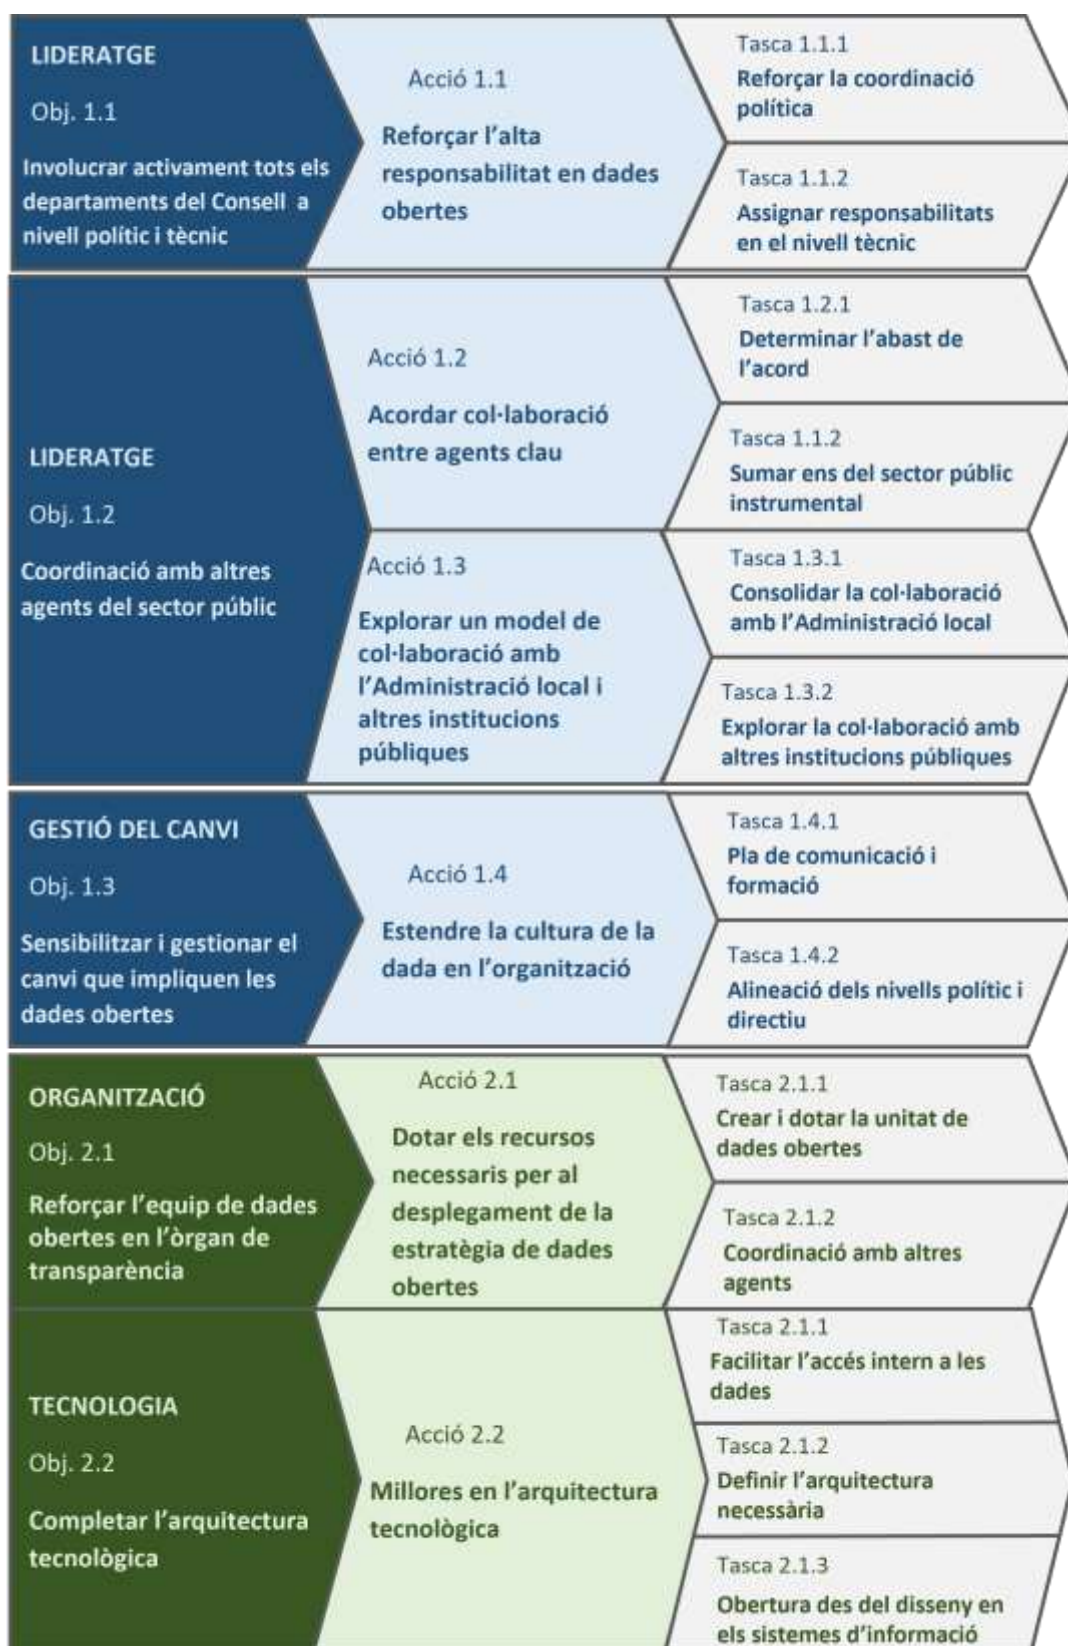 LIDERATGE
Obj. 1.1
Involucrar activament tots els
departaments del Consell a
nivell polític i tècnic
Acció 1.1
Reforçar l'alta
responsabilitat en dades
obertes
Tasca 1.1.1
Reforçar la coordinació
política
Tasca 1.1.2
Assignar responsabilitats
en el nivell tècnic
LIDERATGE
Obj. 1.2
Coordinació amb altres
agents del sector públic
Acció 1.2
Acordar col·laboració
entre agents clau
Tasca 1.2.1
Determinar l'abast de
l'acord
Tasca 1.1.2
Sumar ens del sector públic
instrumental
Acció 1.3
Explorar un model de
col·laboració amb
l'Administració local i
altres institucions
públiques
Tasca 1.3.1
Consolidar la col·laboració
amb l'Administració local
Tasca 1.3.2
Explorar la col·laboració amb
altres institucions públiques
GESTIÓ DEL CANVI
Obj. 1.3
Sensibilitzar i gestionar el
canvi que impliquen les
dades obertes
Acció 1.4
Estendre la cultura de la
dada en l'organització
Tasca 1.4.1
Pla de comunicació i
formació
Tasca 1.4.2
Alineació dels nivells polític i
directiu
ORGANITZACIÓ
Obj. 2.1
Reforçar l'equip de dades
obertes en l'òrgan de
transparència
Acció 2.1
Dotar els recursos
necessaris per al
desplegament de la
estratègia de dades
obertes
Tasca 2.1.1
Crear i dotar la unitat de
dades obertes
Tasca 2.1.2
Coordinació amb altres
agents
TECNOLOGIA
Obj. 2.2
Completar l'arquitectura
tecnològica
Acció 2.2
Millores en l'arquitectura
tecnològica
Tasca 2.1.1
Facilitar l'accés intern a les
dades
Tasca 2.1.2
Definir l'arquitectura
necessària
Tasca 2.1.3
Obertura des del disseny en
els sistemes d'informació